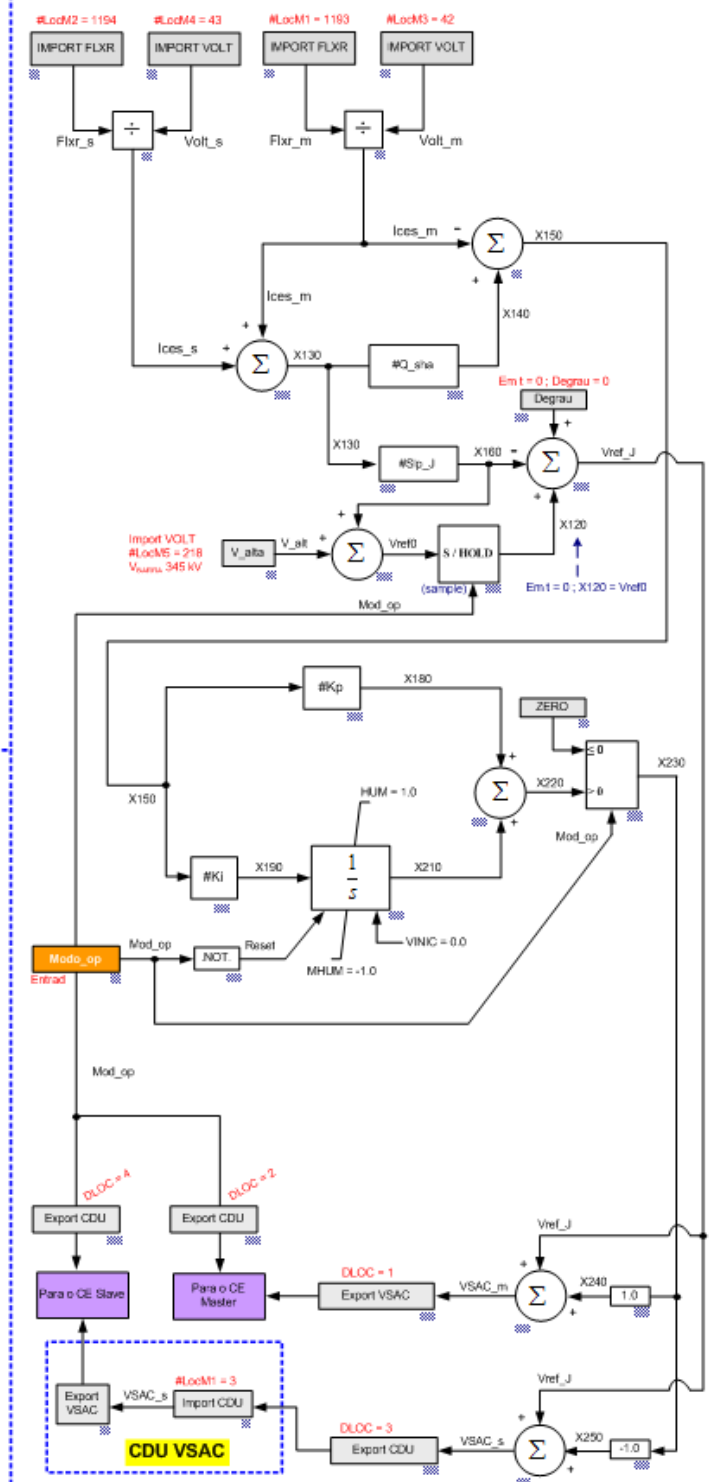 #LocM2 = 1194
#LocM4 = 43
#LocM1 = 1193
#LocM3 = 42
IMPORT FLXR
IMPORT VOLT
IMPORT FLXR
IMPORT VOLT
÷
÷
Flxr_s
Volt_s
Flxr_m
Volt_m
Ices_m
-
Σ
X150
+
Ices_m
X140
+
Ices_s
+
Σ
X130
#Q_sha
Em t = 0 ; Degrau = 0
Degrau
+
X130
#Slp_J
X160
-
Σ
Vref_J
+
+
Import VOLT
#LocM5 = 218
345 kV
V_alta
V_alt
+
Σ
Vref0
S / HOLD
X120
(sample)
Em t = 0 ; X120 = Vref0
Mod_op
#Kp
X180
ZERO
≤ 0
X230
> 0
+
Σ
X220
+
X150
HUM = 1.0
Mod_op
#Ki
X190
1
s
X210
VINIC = 0.0
MHUM = -1.0
Modo_op
Mod_op
.NOT.
Reset
Entrad
Mod_op
DLOC = 4
DLOC = 2
Export CDU
Export CDU
Vref_J
Para o CE Slave
Para o CE
Master
DLOC = 1
Export VSAC
VSAC_m
+
Σ
X240
+
1.0
#LocM1 = 3
Vref_J
Export
VSAC
VSAC_s
Import CDU
DLOC = 3
Export CDU
VSAC_s
+
Σ
X250
+
-1.0
CDU VSAC